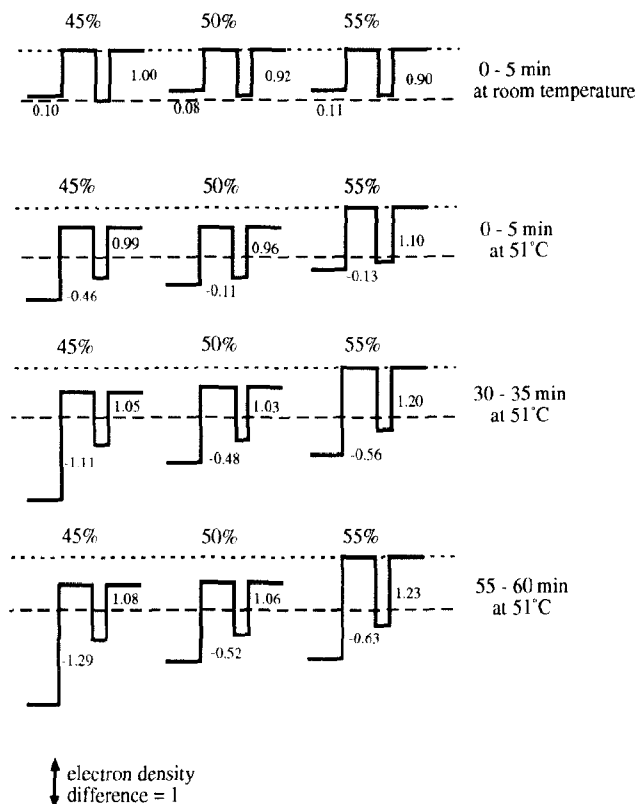 45% 50% 55%
1.00 0.92 0.90
0 - 5 min
at room temperature
0.10 0.08 0.11
45% 50% 55%
0.99 0.96 1.10
0 - 5 min
at 51°C
-0.46 -0.11 -0.13
45% 50% 55%
1.05 1.03 1.20
30 - 35 min
at 51°C
-1.11 -0.48 -0.56
45% 50% 55%
1.08 1.06 1.23
55 - 60 min
at 51°C
-1.29 -0.52 -0.63
electron density
difference = 1